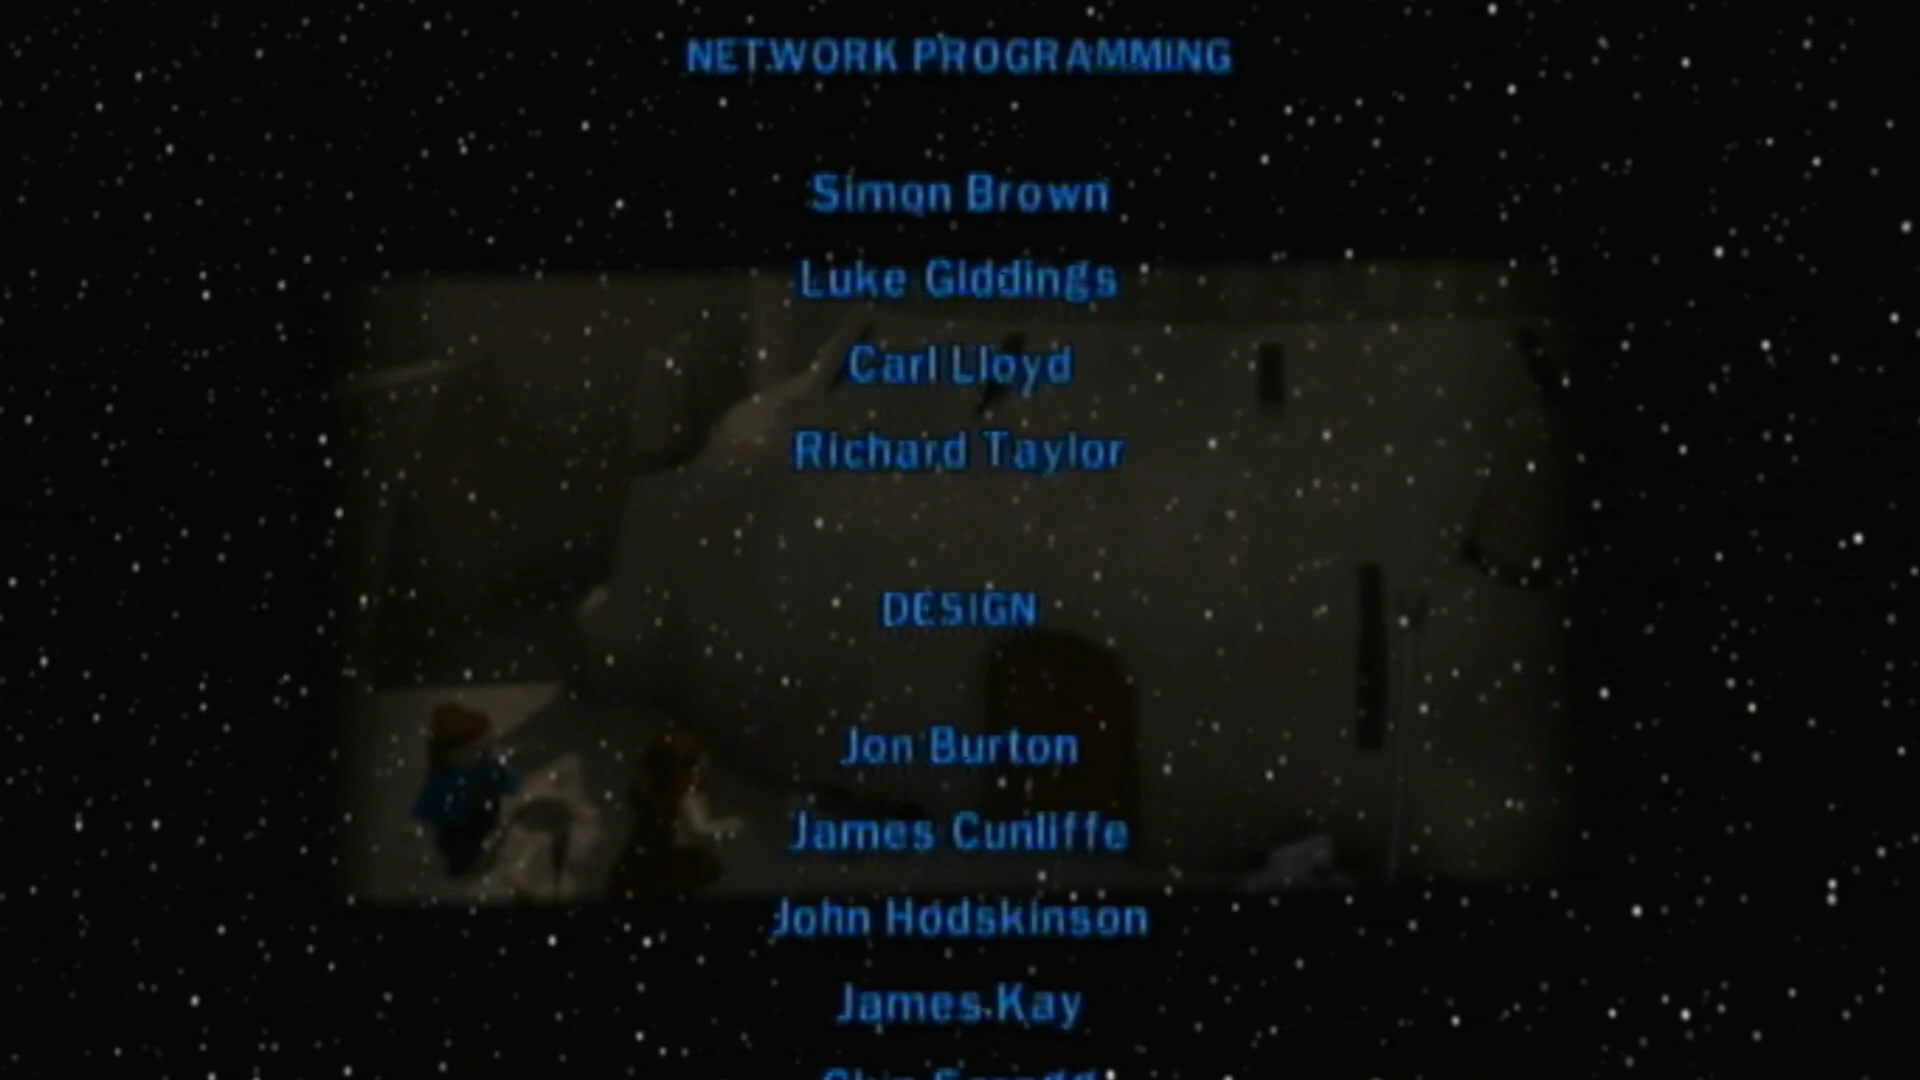 NETWORK PROGRAMMING
Simon Brown
Luke Giddings
Carl Lloyd
Richard Taylor
DESIGN
Jon Burton
James Cunliffe
John Hodskinson
James Kay